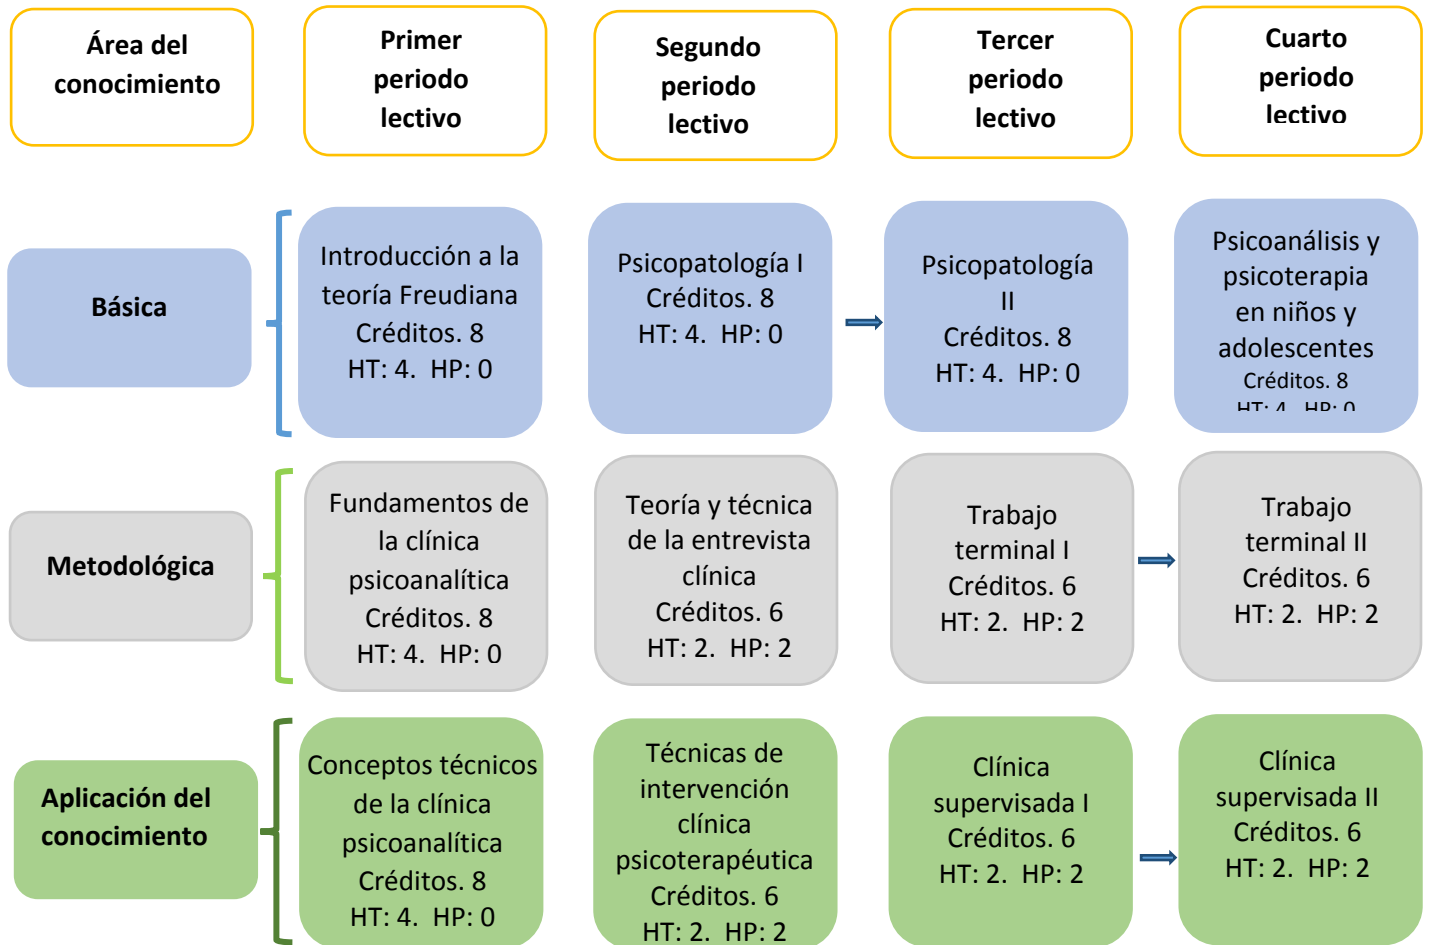 Área del
conocimiento
Primer
periodo
lectivo
Segundo
periodo
lectivo
Tercer
periodo
lectivo
Cuarto
periodo
lectivo
Básica
Introducción a la
teoría Freudiana
Créditos. 8
HT: 4.  HP: 0
Psicopatología I
Créditos. 8
HT: 4.  HP: 0
Psicopatología
II
Créditos. 8
HT: 4.  HP: 0
Psicoanálisis y
psicoterapia
en niños y
adolescentes
Créditos. 8
HT: 4.  HP: 0
Metodológica
Fundamentos de
la clínica
psicoanalítica
Créditos. 8
HT: 4.  HP: 0
Teoría y técnica
de la entrevista
clínica
Créditos. 6
HT: 2.  HP: 2
Trabajo
terminal I
Créditos. 6
HT: 2.  HP: 2
Trabajo
terminal II
Créditos. 6
HT: 2.  HP: 2
Aplicación del
conocimiento
Conceptos técnicos
de la clínica
psicoanalítica
Créditos. 8
HT: 4.  HP: 0
Técnicas de
intervención
clínica
psicoterapéutica
Créditos. 6
HT: 2.  HP: 2
Clínica
supervisada I
Créditos. 6
HT: 2.  HP: 2
Clínica
supervisada II
Créditos. 6
HT: 2.  HP: 2